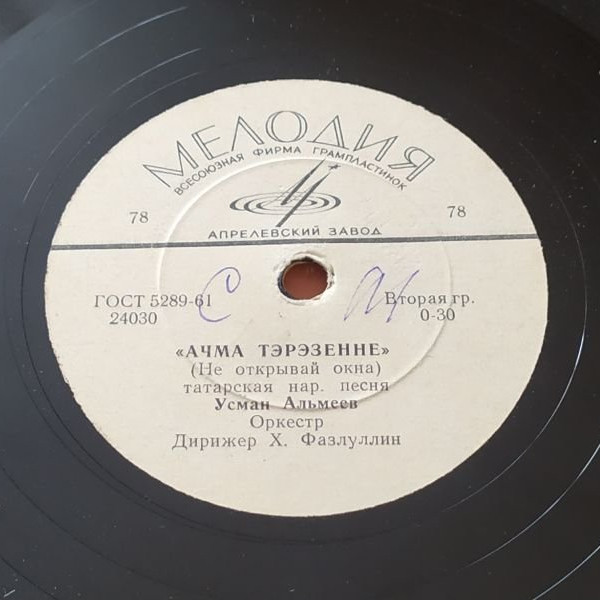 МЕЛОДИЯ
ВСЕСОЮЗНАЯ ФИРМА ГРАМПЛАСТИНОК
78 78
АПРЕЛЕВСКИЙ ЗАВОД
ГОСТ 5289-61 Вторая гр.
24030 0-30
«АЧМА ТЭРЭЗЕННЕ»
(Не открывай окна)
татарская нар. песня
Усман Альмеев
Оркестр
Дирижер Х. Фазлуллин